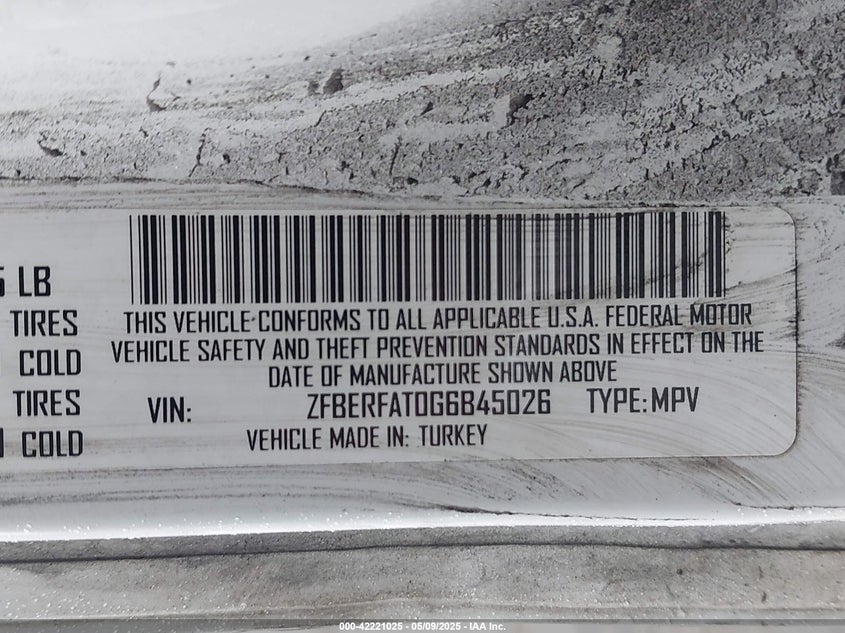 5 LB
TIRES
COLD
TIRES
COLD
THIS VEHICLE CONFORMS TO ALL APPLICABLE U.S.A. FEDERAL MOTOR
VEHICLE SAFETY AND THEFT PREVENTION STANDARDS IN EFFECT ON THE
DATE OF MANUFACTURE SHOWN ABOVE
VIN: ZFBERFAT0G6B45026 TYPE: MPV
VEHICLE MADE IN: TURKEY
000-42221025 - 05/09/2025 - IAA Inc.